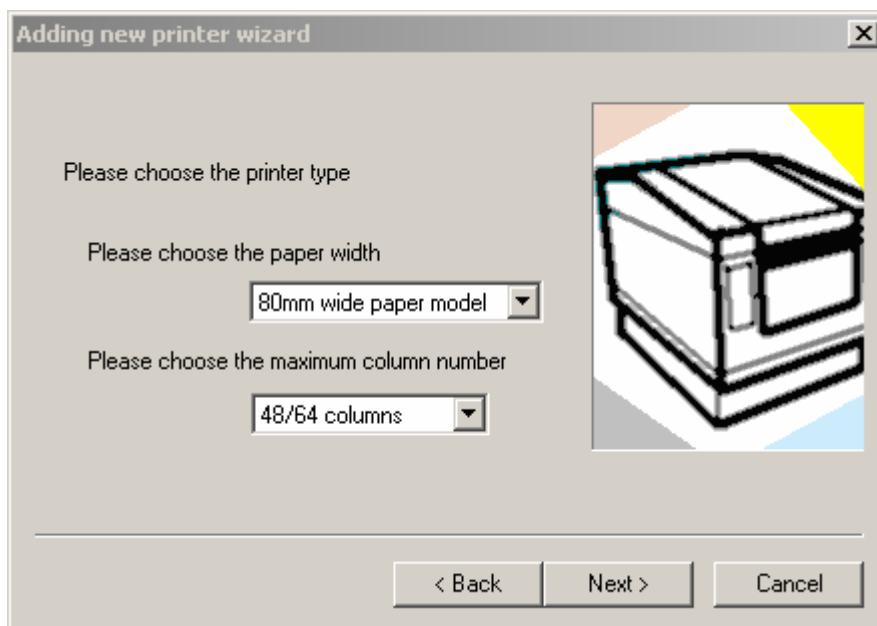 Adding new printer wizard
Please choose the printer type
Please choose the paper width
80mm wide paper model
Please choose the maximum column number
48/64 columns
< Back Next > Cancel